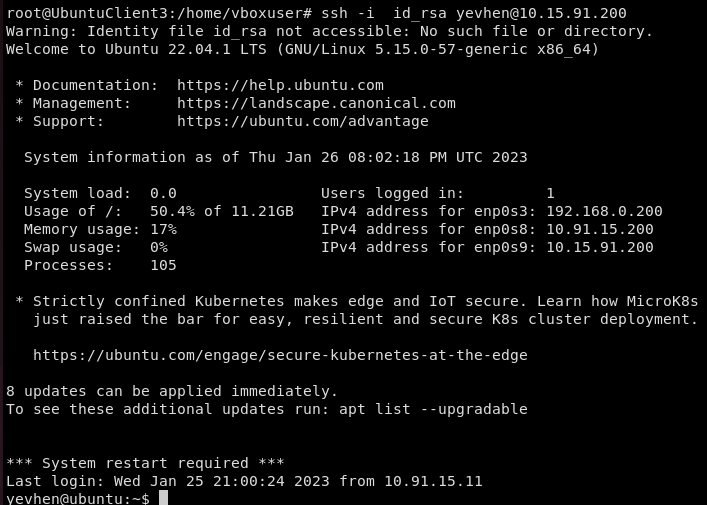 root@UbuntuClient3:/home/vboxuser# ssh -i  id_rsa yevhen@10.15.91.200
Warning: Identity file id_rsa not accessible: No such file or directory.
Welcome to Ubuntu 22.04.1 LTS (GNU/Linux 5.15.0-57-generic x86_64)

 * Documentation:  https://help.ubuntu.com
 * Management:     https://landscape.canonical.com
 * Support:        https://ubuntu.com/advantage

  System information as of Thu Jan 26 08:02:18 PM UTC 2023

  System load:  0.0                Users logged in:         1
  Usage of /:   50.4% of 11.21GB   IPv4 address for enp0s3: 192.168.0.200
  Memory usage: 17%                IPv4 address for enp0s8: 10.91.15.200
  Swap usage:   0%                 IPv4 address for enp0s9: 10.15.91.200
  Processes:    105

 * Strictly confined Kubernetes makes edge and IoT secure. Learn how MicroK8s
   just raised the bar for easy, resilient and secure K8s cluster deployment.

   https://ubuntu.com/engage/secure-kubernetes-at-the-edge

8 updates can be applied immediately.
To see these additional updates run: apt list --upgradable


*** System restart required ***
Last login: Wed Jan 25 21:00:24 2023 from 10.91.15.11
yevhen@ubuntu:~$